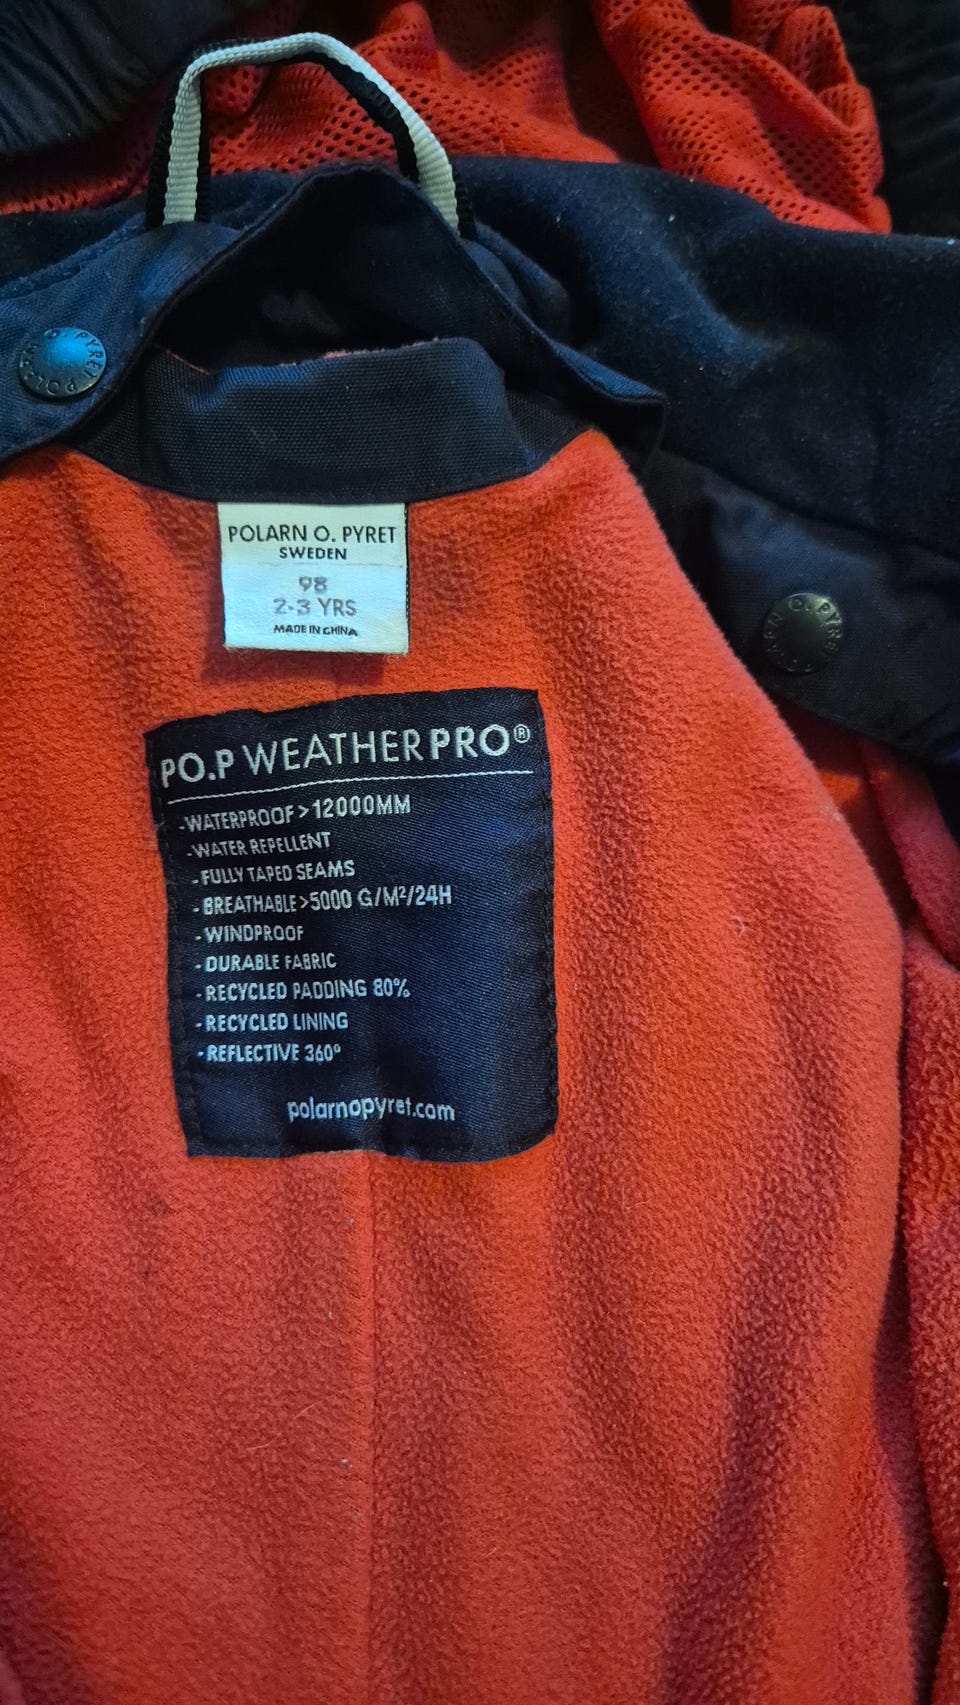 POLARN O. PYRET
SWEDEN
98
2-3 YRS
MADE IN CHINA
PO.P WEATHERPRO®
-WATERPROOF >12000MM
-WATER REPELLENT
-FULLY TAPED SEAMS
-BREATHABLE >5000 G/M²/24H
-WINDPROOF
-DURABLE FABRIC
-RECYCLED PADDING 80%
-RECYCLED LINING
-REFLECTIVE 360°
polarnopyret.com